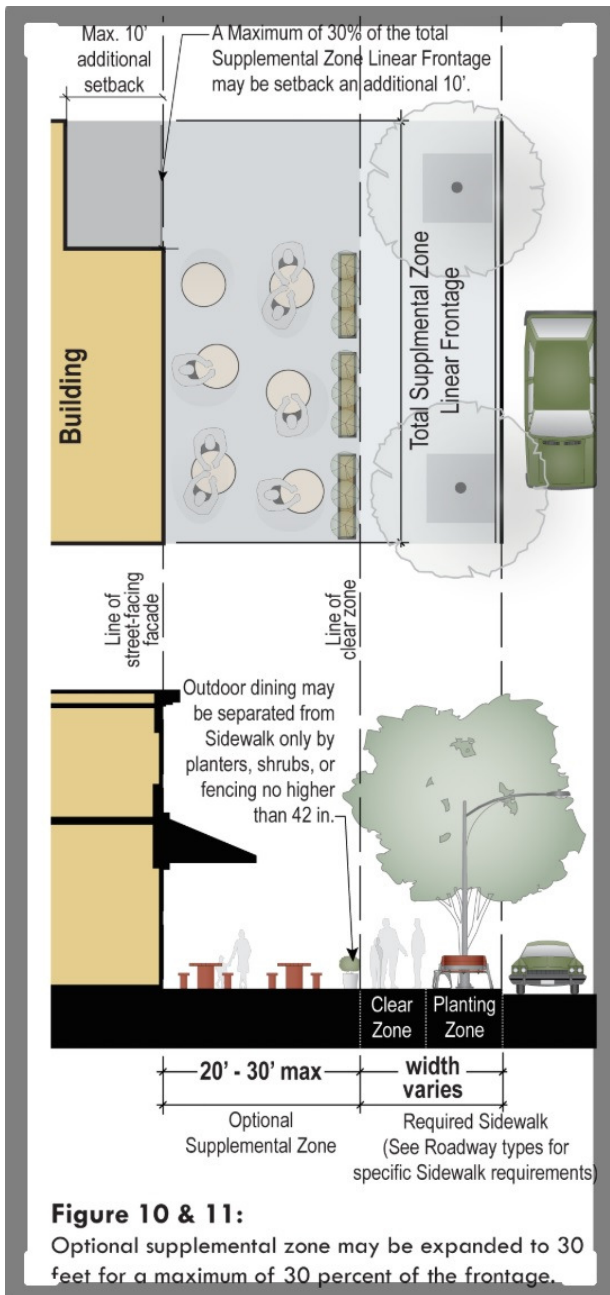 Max. 10'
additional
setback
A Maximum of 30% of the total
Supplemental Zone Linear Frontage
may be setback an additional 10'.
Building
Total Supplmental Zone
Linear Frontage
Line of
street-facing
facade
Line of
clear zone
Outdoor dining may
be separated from
Sidewalk only by
planters, shrubs, or
fencing no higher
than 42 in.
Clear
Zone
Planting
Zone
20' - 30' max
width
varies
Optional
Supplemental Zone
Required Sidewalk
(See Roadway types for
specific Sidewalk requirements)
Figure 10 & 11:
Optional supplemental zone may be expanded to 30
feet for a maximum of 30 percent of the frontage.